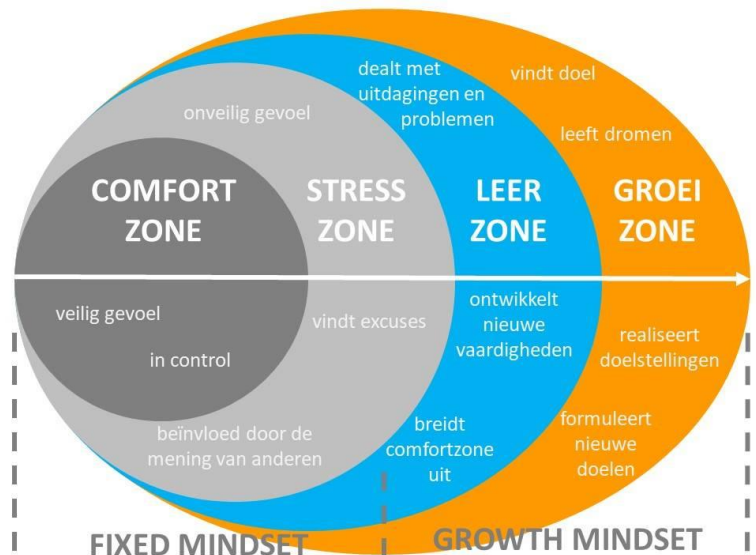 dealt met
uitdagingen en
problemen
vindt doel
onveilig gevoel
leeft dromen
COMFORT
ZONE
STRESS
ZONE
LEER
ZONE
GROEI
ZONE
veilig gevoel
in control
vindt excuses
ontwikkelt
nieuwe
vaardigheden
realiseert
doelstellingen
beïnvloed door de
mening van anderen
breidt
comfortzone
uit
formuleert
nieuwe
doelen
FIXED MINDSET
GROWTH MINDSET